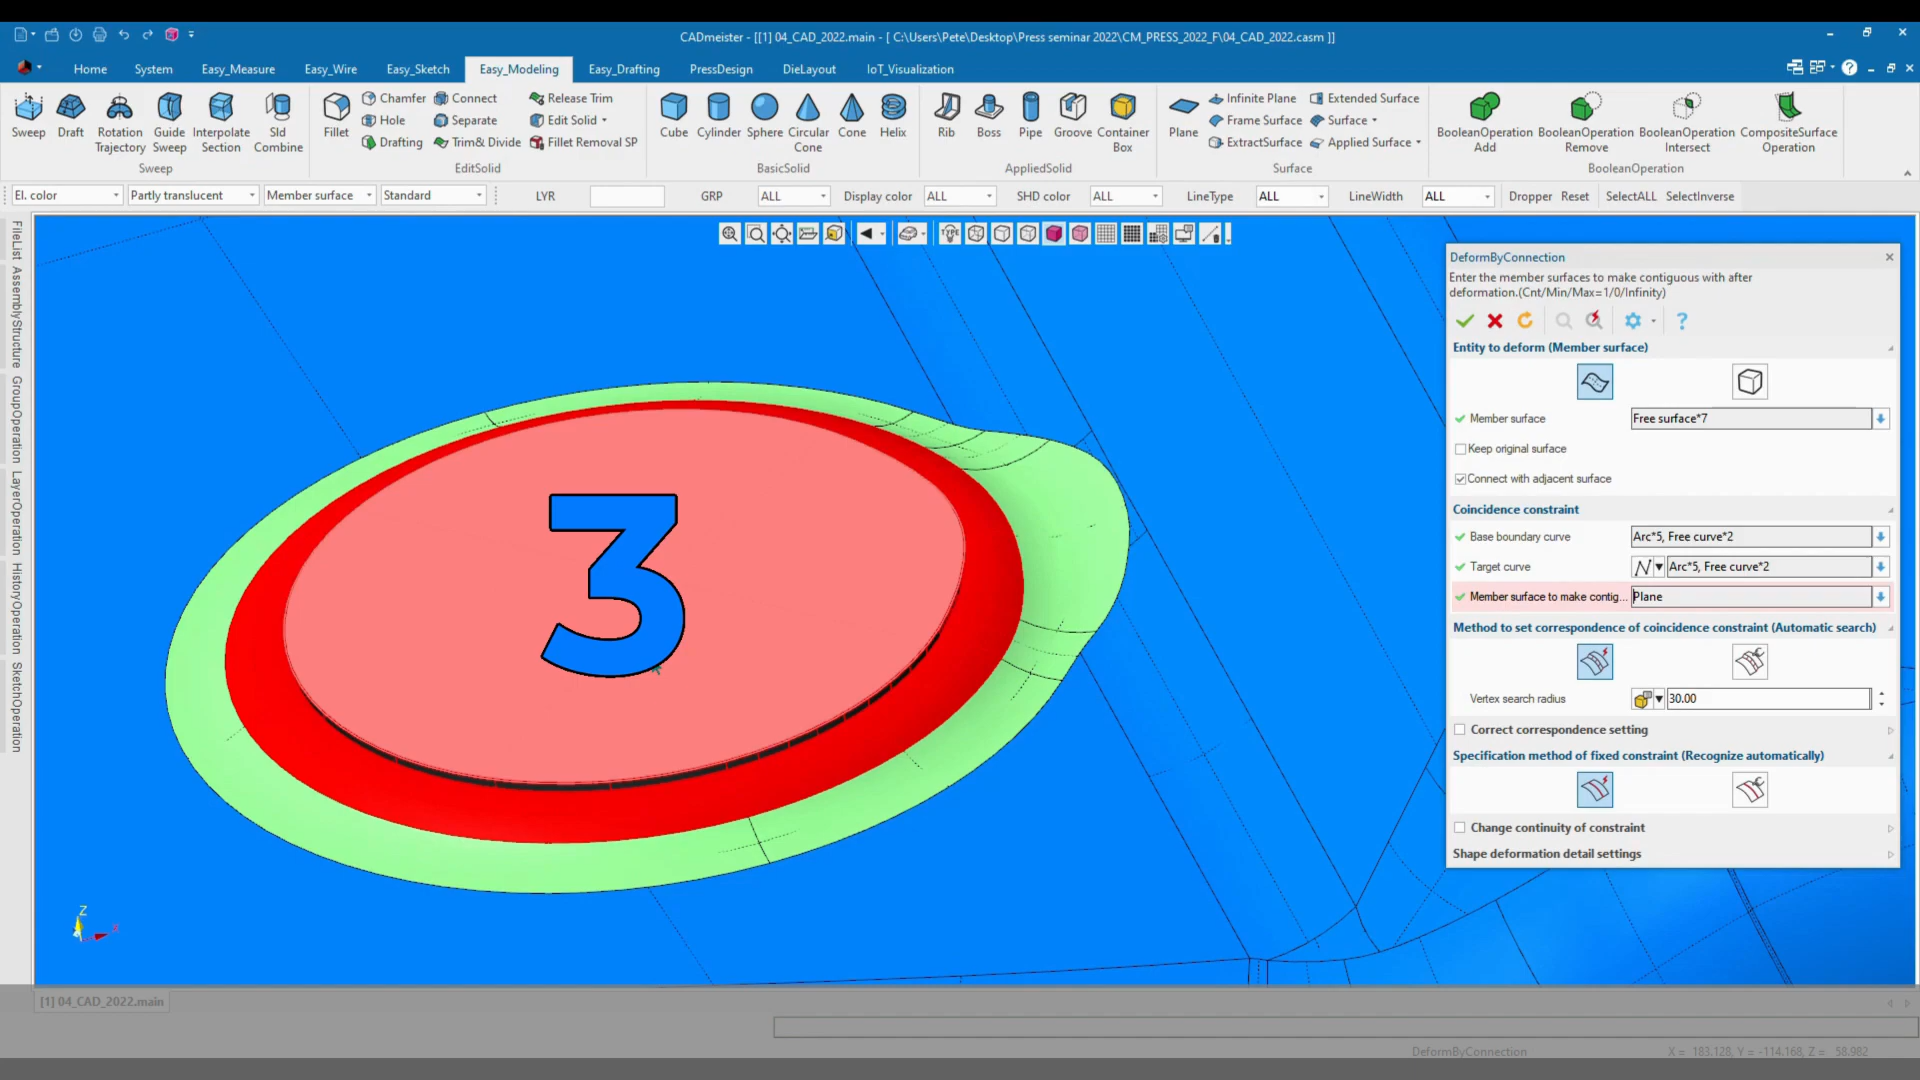 CADmeister - [[1] 04_CAD_2022.main - [ C:\Users\Pete\Desktop\Press seminar 2022\CM_PRESS_2022_F\04_CAD_2022.casm ]]
Home System Easy_Measure Easy_Wire Easy_Sketch Easy_Modeling Easy_Drafting PressDesign DieLayout IoT_Visualization
Sweep
Draft
Rotation
Trajectory
Guide
Sweep
Interpolate
Section
Sld
Combine
Sweep
Fillet
Chamfer
Hole
Drafting
Connect
Separate
Trim& Divide
Release Trim
Edit Solid
Fillet Removal SP
EditSolid
Cube
Cylinder
Sphere
Circular
Cone
Cone
Helix
BasicSolid
Rib
Boss
Pipe
Groove
Container
Box
AppliedSolid
Plane
Infinite Plane
Frame Surface
ExtractSurface
Extended Surface
Surface
Applied Surface
Surface
BooleanOperation
Add
BooleanOperation
Remove
BooleanOperation
Intersect
CompositeSurface
Operation
BooleanOperation
El. color Partly translucent Member surface Standard LYR GRP ALL Display color ALL SHD color ALL LineType ALL LineWidth ALL Dropper Reset SelectALL SelectInverse
FileList
AssemblyStructure
GroupOperation
LayerOperation
HistoryOperation
SketchOperation
TYPE
3
Z
X
DeformByConnection
Enter the member surfaces to make contiguous with after
deformation.(Cnt/Min/Max=1/0/Infinity)
Entity to deform (Member surface)
Member surface Free surface*7
Keep original surface
Connect with adjacent surface
Coincidence constraint
Base boundary curve Arc*5, Free curve*2
Target curve Arc*5, Free curve*2
Member surface to make contig... Plane
Method to set correspondence of coincidence constraint (Automatic search)
Vertex search radius 30.00
Correct correspondence setting
Specification method of fixed constraint (Recognize automatically)
Change continuity of constraint
Shape deformation detail settings
[1] 04_CAD_2022.main
DeformByConnection X = 183.128, Y = -114.168, Z = 58.982